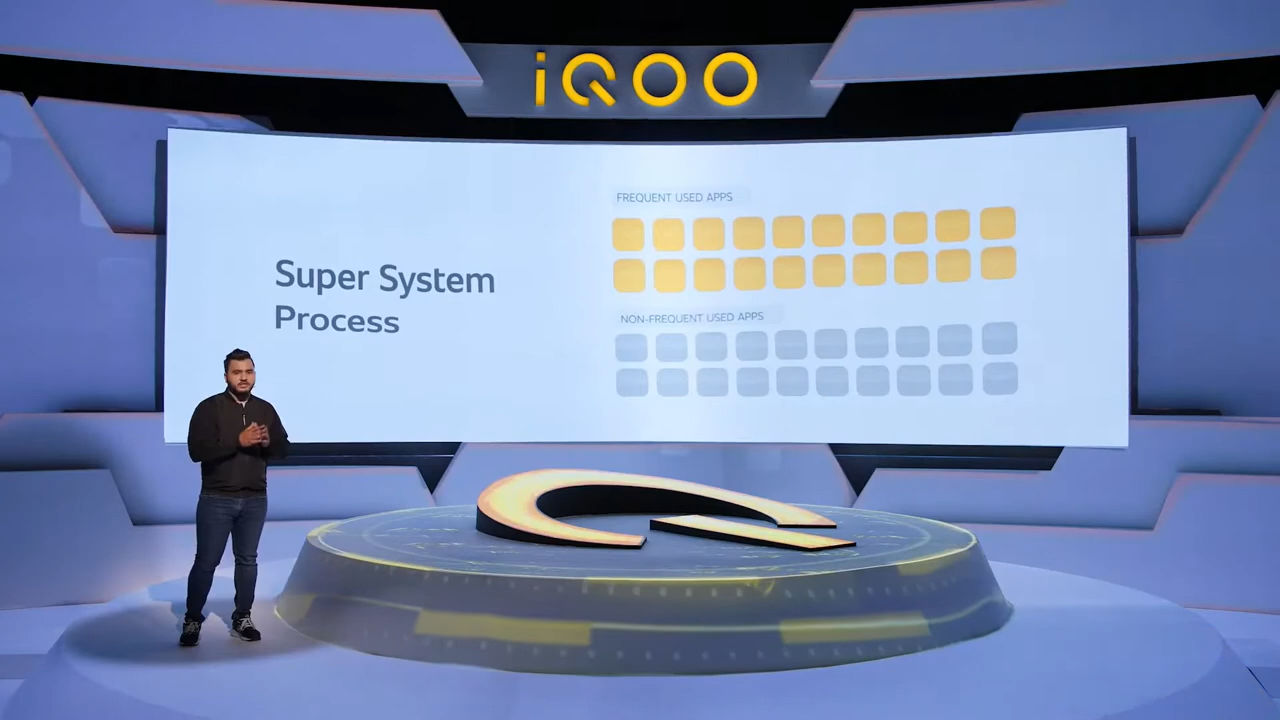 iQOO
Super System
Process
FREQUENT USED APPS
NON-FREQUENT USED APPS